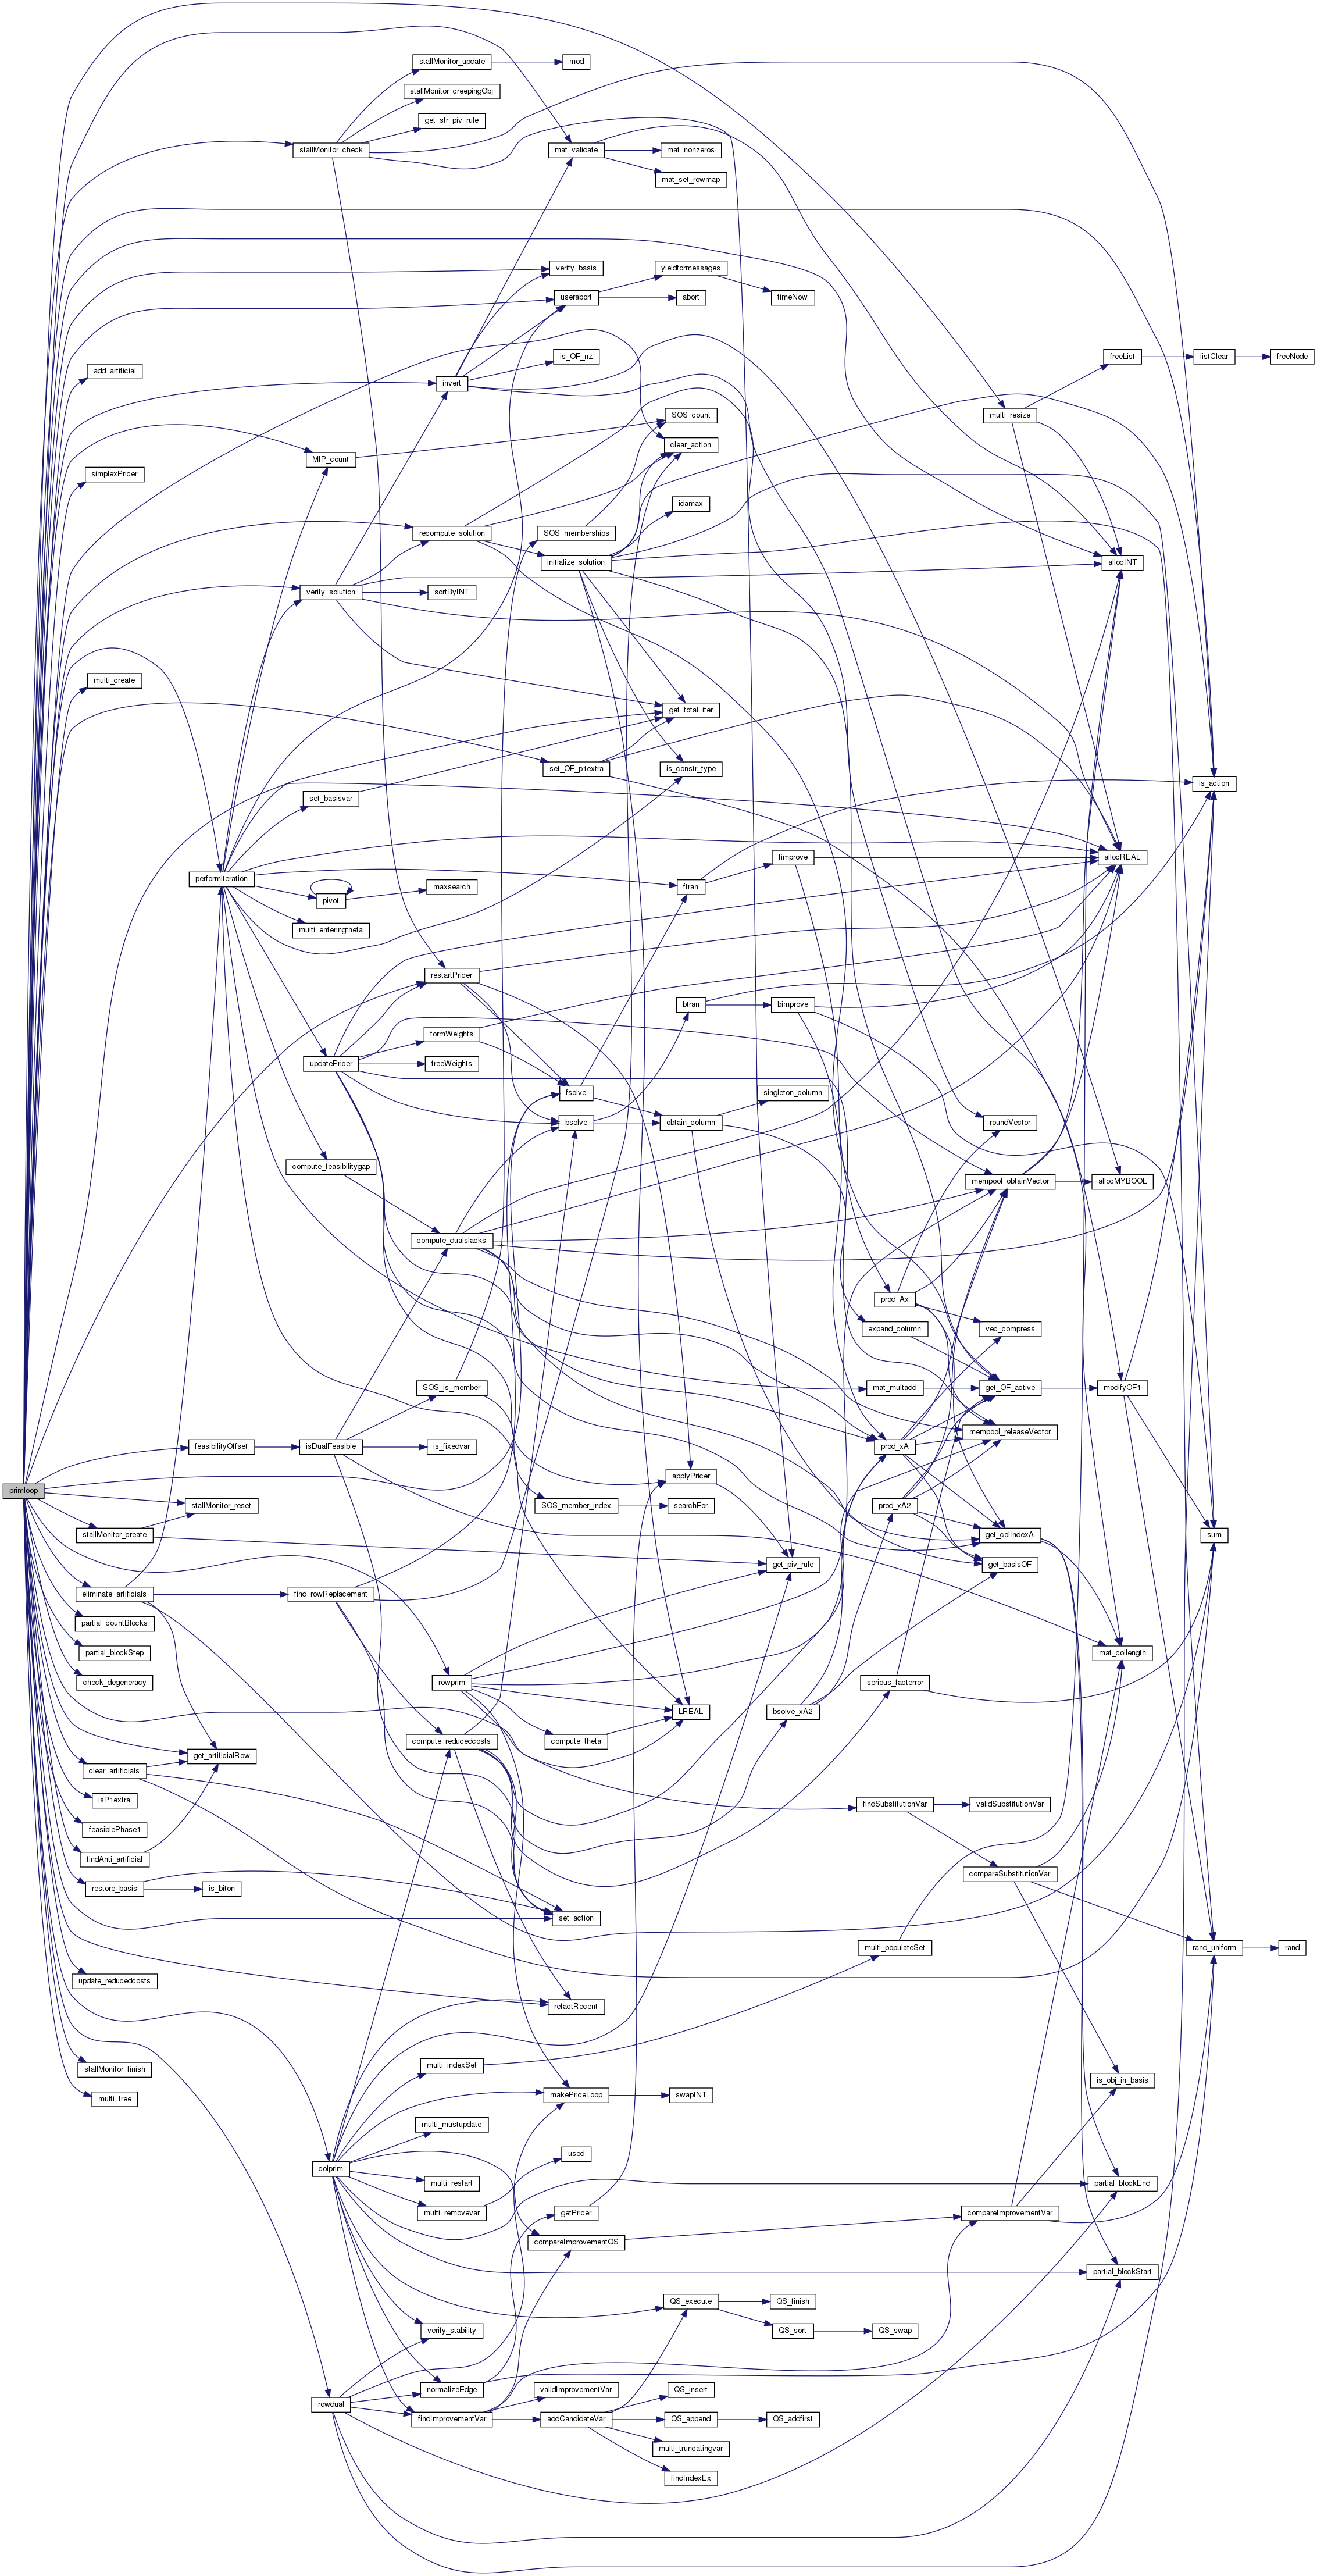 stallMonitor_update
mod
stallMonitor_creepingObj
get_str_piv_rule
stallMonitor_check
mat_validate
mat_nonzeros
mat_set_rowmap
verify_basis
yieldformessages
userabort
abort
timeNow
is_OF_nz
freeList
listClear
freeNode
add_artificial
invert
SOS_count
multi_resize
clear_action
MIP_count
simplexPricer
idamax
recompute_solution
SOS_memberships
initialize_solution
allocINT
verify_solution
sortByINT
multi_create
get_total_iter
set_OF_p1extra
is_constr_type
is_action
set_basisvar
fimprove
allocREAL
performiteration
ftran
maxsearch
pivot
multi_enteringtheta
restartPricer
btran
bimprove
formWeights
updatePricer
freeWeights
fsolve
singleton_column
bsolve
obtain_column
roundVector
compute_feasibilitygap
mempool_obtainVector
allocMYBOOL
compute_dualslacks
prod_Ax
expand_column
vec_compress
SOS_is_member
mat_multadd
get_OF_active
modifyOF1
mempool_releaseVector
feasibilityOffset
isDualFeasible
is_fixedvar
prod_xA
applyPricer
primloop
stallMonitor_reset
SOS_member_index
searchFor
prod_xA2
stallMonitor_create
get_colIndexA
sum
get_piv_rule
get_basisOF
eliminate_artificials
find_rowReplacement
partial_countBlocks
partial_blockStep
mat_collength
check_degeneracy
rowprim
serious_facterror
LREAL
bsolve_xA2
compute_theta
compute_reducedcosts
get_artificialRow
clear_artificials
isP1extra
findSubstitutionVar
validSubstitutionVar
feasiblePhase1
findAnti_artificial
compareSubstitutionVar
restore_basis
is_biton
set_action
multi_populateSet
rand_uniform
rand
update_reducedcosts
refactRecent
stallMonitor_finish
multi_indexSet
is_obj_in_basis
multi_free
makePriceLoop
swapINT
multi_mustupdate
used
colprim
multi_restart
partial_blockEnd
multi_removevar
getPricer
compareImprovementVar
compareImprovementQS
partial_blockStart
QS_execute
QS_finish
verify_stability
QS_sort
QS_swap
normalizeEdge
validImprovementVar
QS_insert
rowdual
findImprovementVar
addCandidateVar
QS_append
QS_addfirst
multi_truncatingvar
findIndexEx